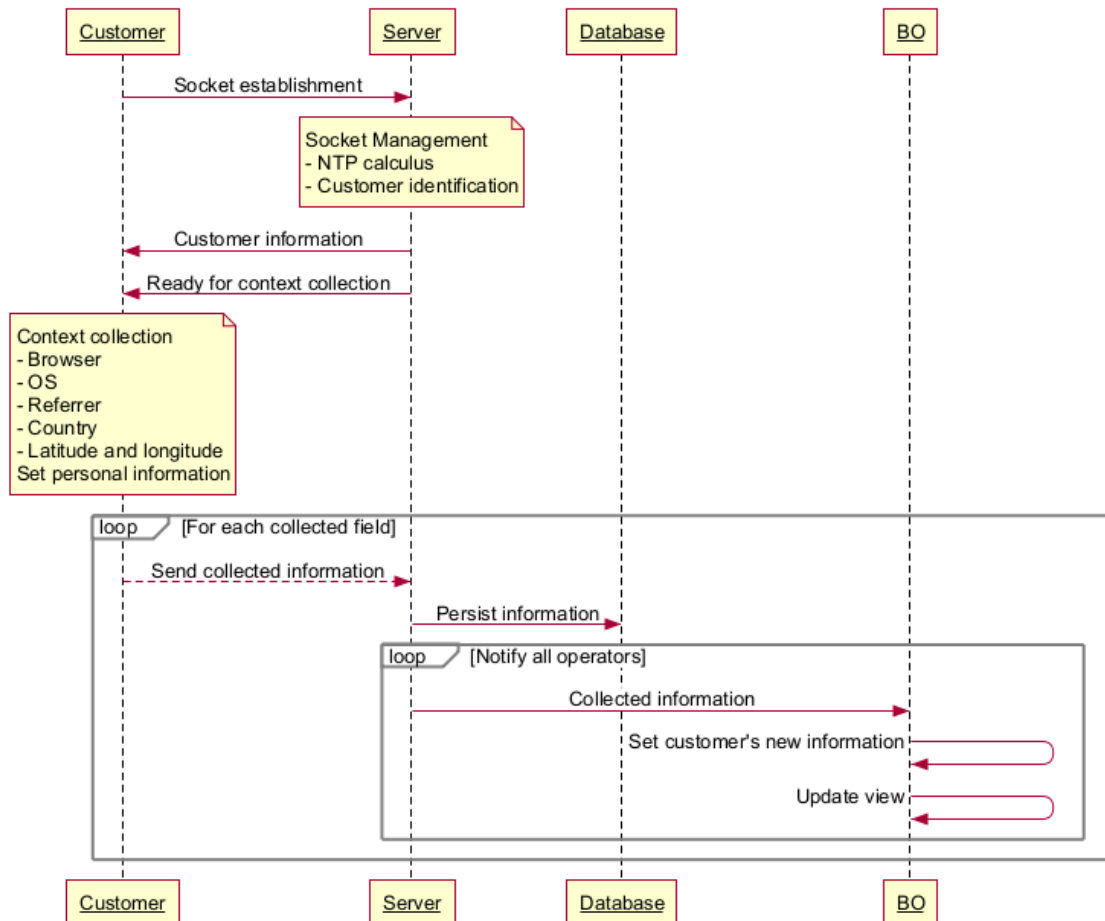 Customer
Server
Database
BO
Socket establishment
Socket Management
- NTP calculus
- Customer identification
Customer information
Ready for context collection
Context collection
- Browser
- OS
- Referrer
- Country
- Latitude and longitude
Set personal information
loop [For each collected field]
Send collected information
Persist information
loop [Notify all operators]
Collected information
Set customer's new information
Update view
Customer
Server
Database
BO